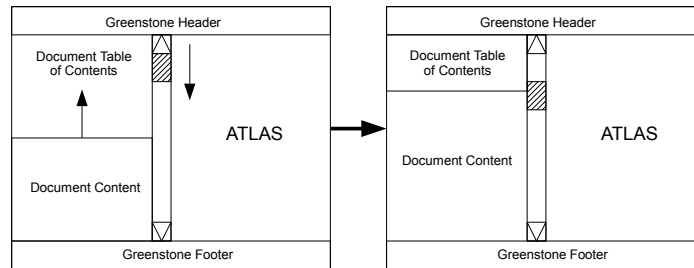 Greenstone Header
Document Table
of Contents
ATLAS
Document Content
Greenstone Footer
Greenstone Header
Document Table
of Contents
ATLAS
Document Content
Greenstone Footer